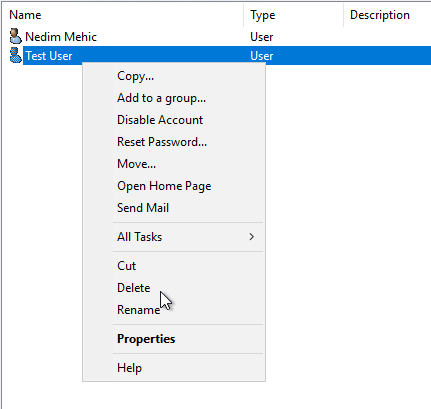 Name Type Description
Nedim Mehic User
Test User User
Copy...
Add to a group...
Disable Account
Reset Password...
Move...
Open Home Page
Send Mail
All Tasks
Cut
Delete
Rename
Properties
Help